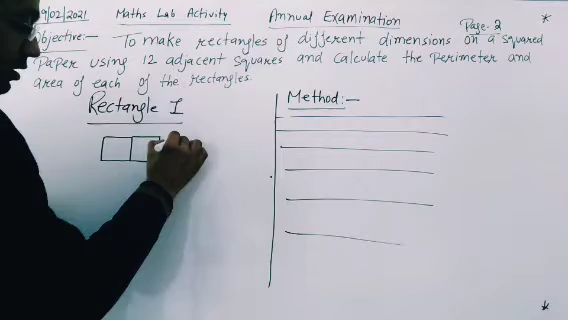 9/02/2021 Maths Lab Activity Annual Examination Page:2
Objective:— To make rectangles of different dimensions on a squared
paper using 12 adjacent squares and calculate the Perimeter and
area of each of the rectangles.
Rectangle I
Method:—